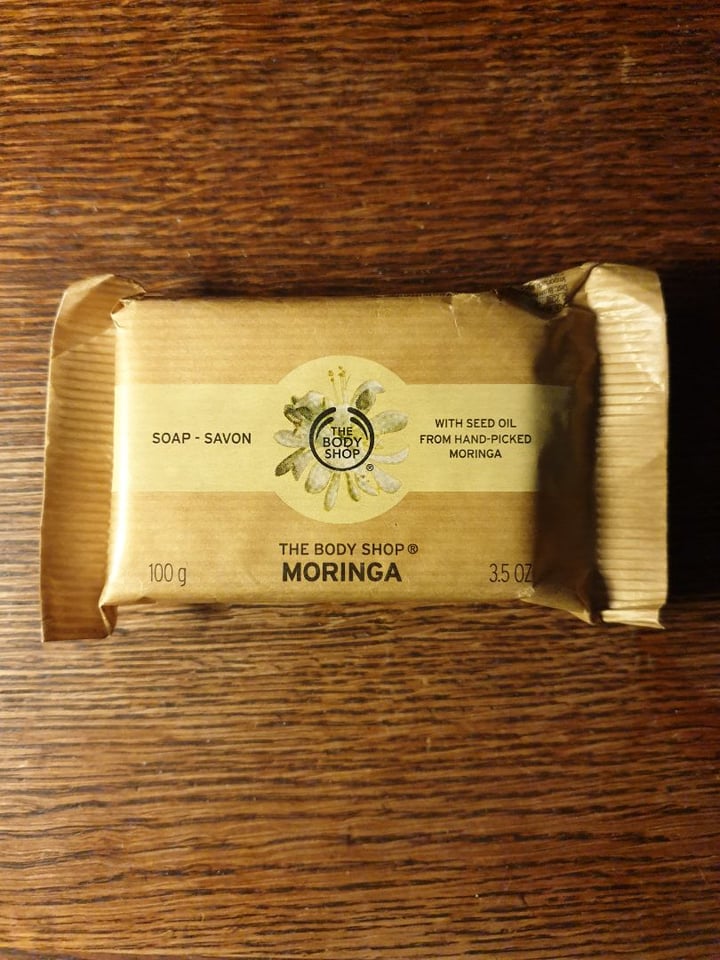 SOAP - SAVON
THE
BODY
SHOP
®
WITH SEED OIL
FROM HAND-PICKED
MORINGA
THE BODY SHOP ®
MORINGA
100 g
3.5 OZ